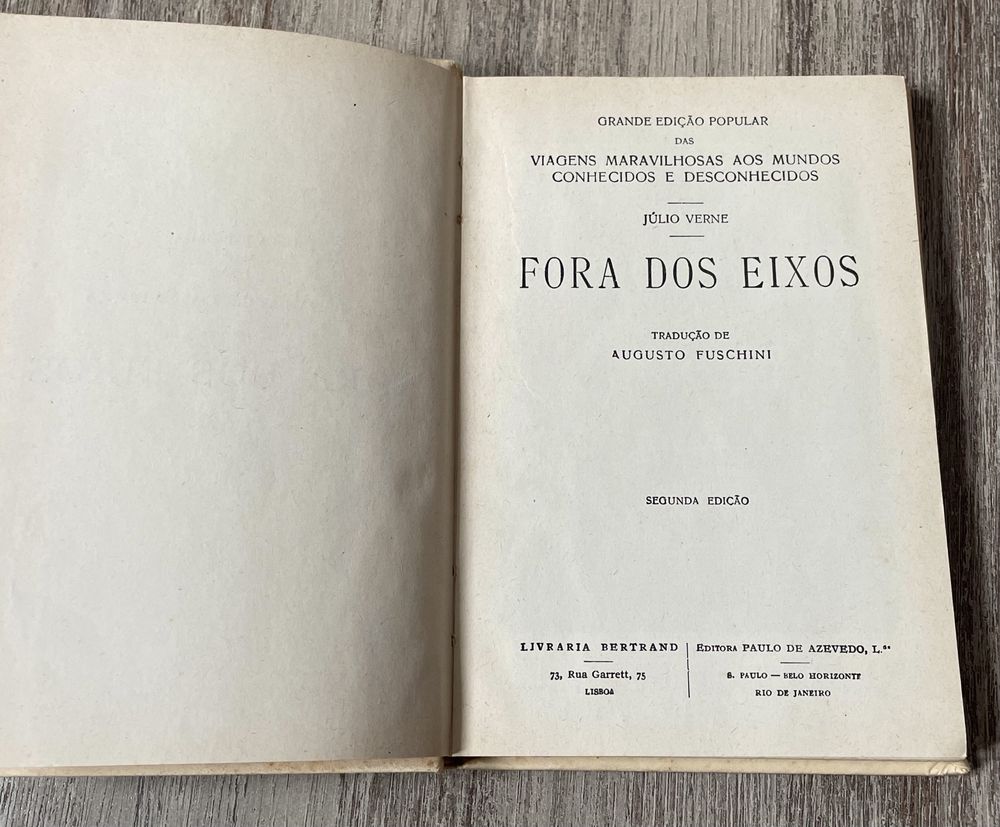 GRANDE EDIÇÃO POPULAR
DAS
VIAGENS MARAVILHOSAS AOS MUNDOS
CONHECIDOS E DESCONHECIDOS
JÚLIO VERNE
FORA DOS EIXOS
TRADUÇÃO DE
AUGUSTO FUSCHINI
SEGUNDA EDIÇÃO
LIVRARIA BERTRAND
73, Rua Garrett, 75
LISBOA
EDITORA PAULO DE AZEVEDO, L.ᵈᵃ
S. PAULO — BELO HORIZONTE
RIO DE JANEIRO